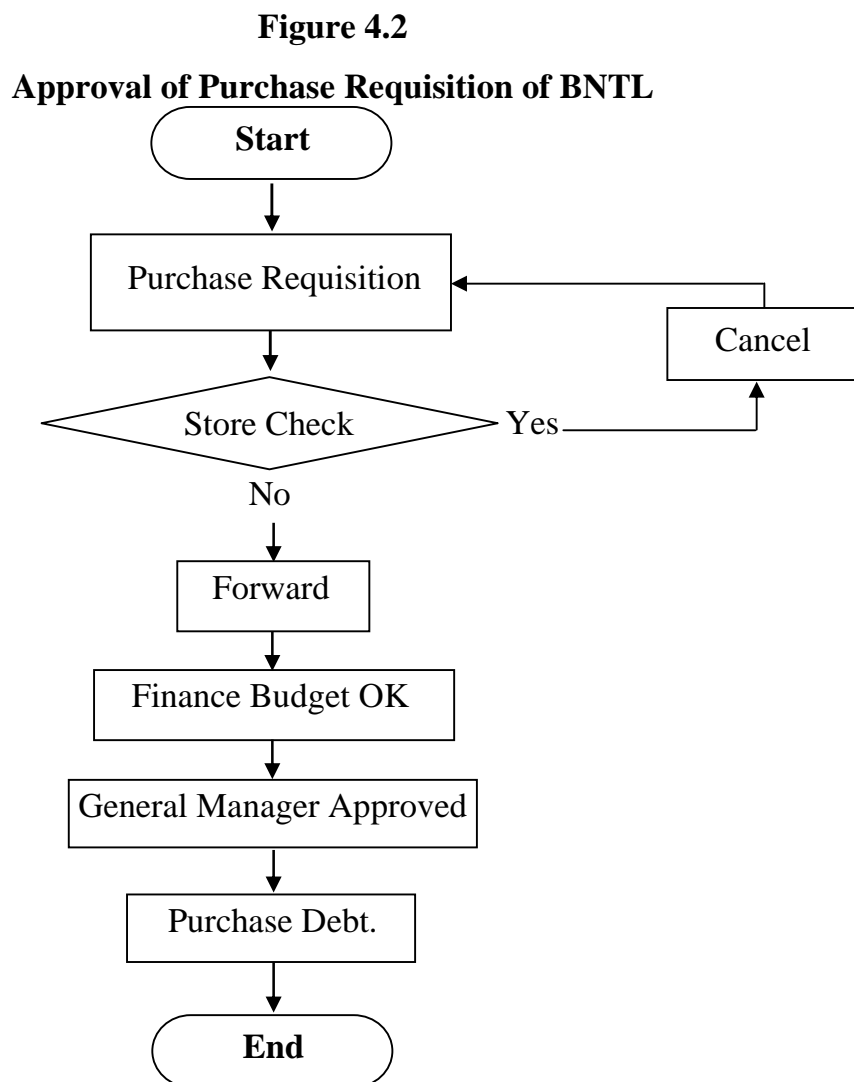 Figure 4.2
Approval of Purchase Requisition of BNTL
Start
Purchase Requisition
Cancel
Store Check
Yes
No
Forward
Finance Budget OK
General Manager Approved
Purchase Debt.
End